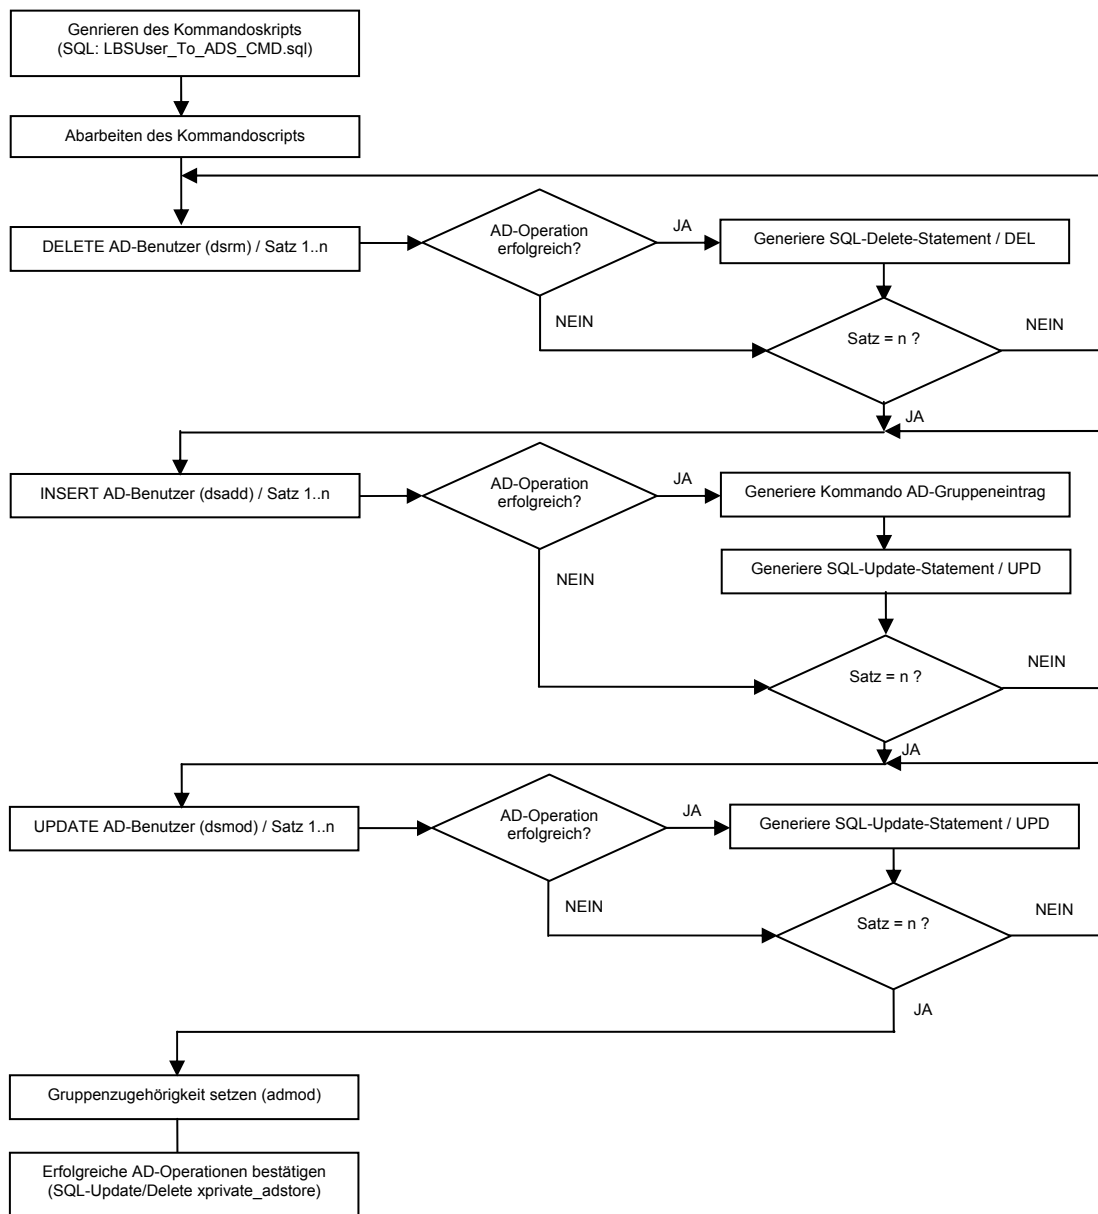 Genrieren des Kommandoskripts
(SQL: LBSUser_To_ADS_CMD.sql)
Abarbeiten des Kommandoscripts
DELETE AD-Benutzer (dsrm) / Satz 1..n
AD-Operation
erfolgreich?
JA
Generiere SQL-Delete-Statement / DEL
NEIN
Satz = n ?
NEIN
JA
INSERT AD-Benutzer (dsadd) / Satz 1..n
AD-Operation
erfolgreich?
JA
Generiere Kommando AD-Gruppeneintrag
Generiere SQL-Update-Statement / UPD
NEIN
Satz = n ?
NEIN
JA
UPDATE AD-Benutzer (dsmod) / Satz 1..n
AD-Operation
erfolgreich?
JA
Generiere SQL-Update-Statement / UPD
NEIN
Satz = n ?
NEIN
JA
Gruppenzugehörigkeit setzen (admod)
Erfolgreiche AD-Operationen bestätigen
(SQL-Update/Delete xprivate_adstore)